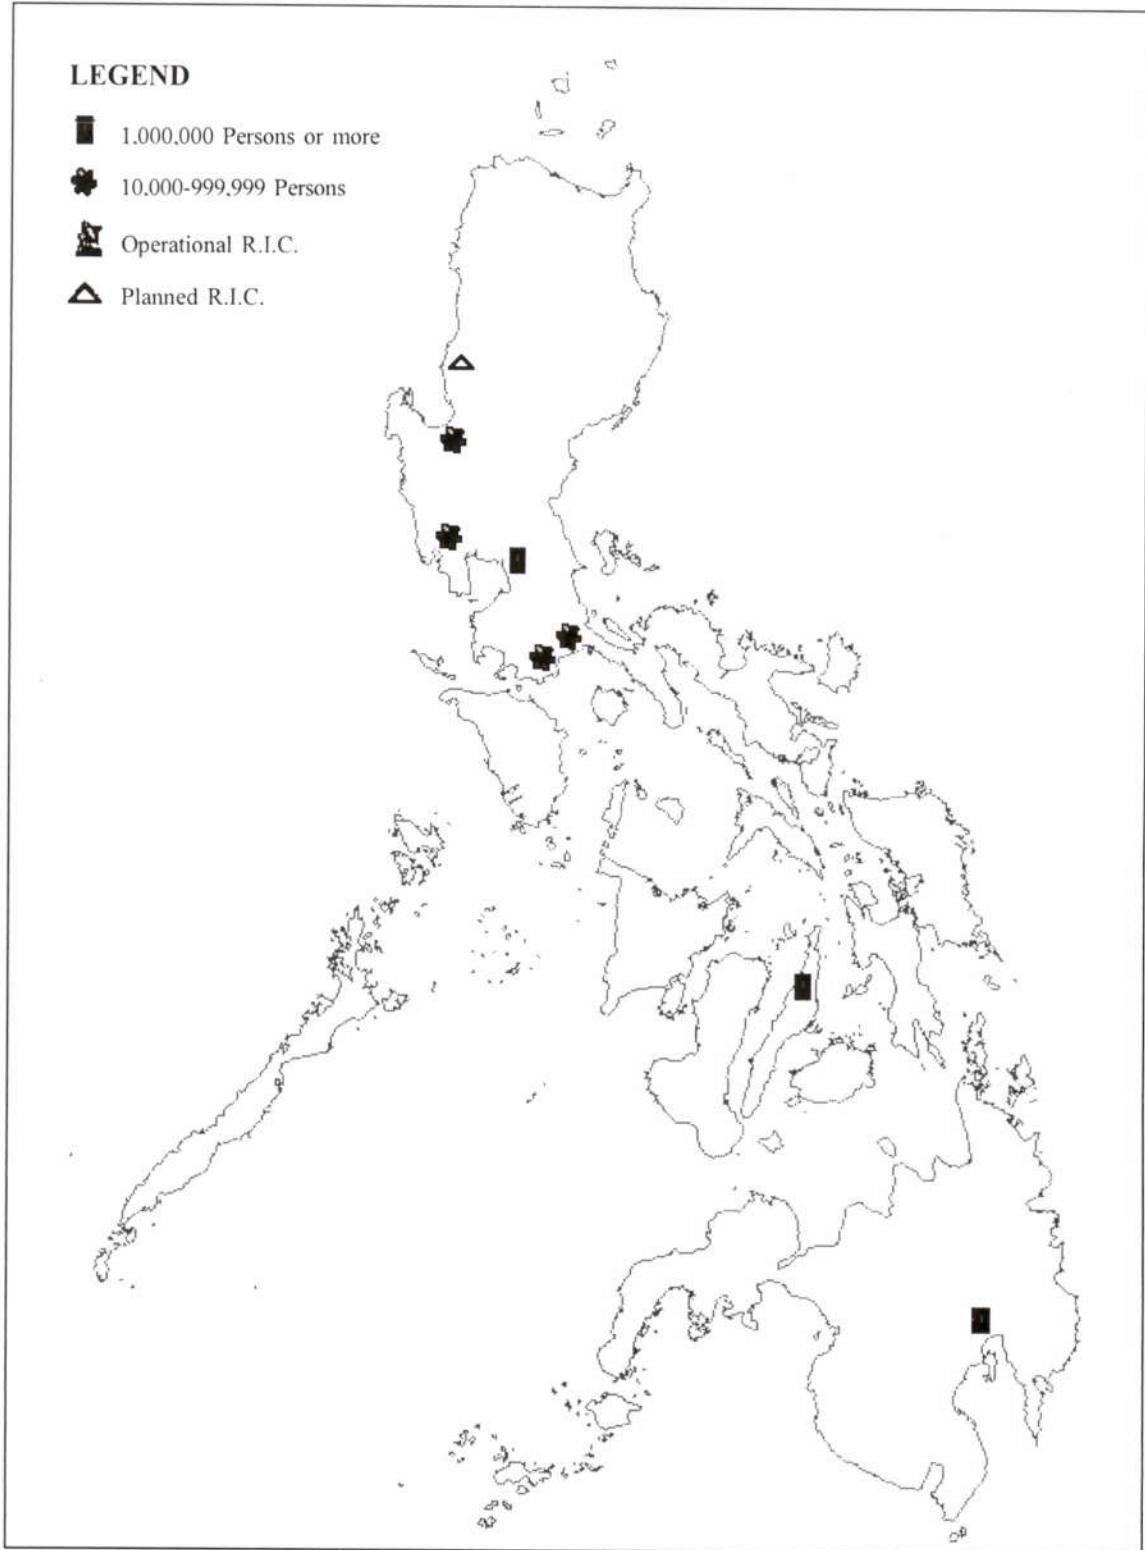 LEGEND
1.000.000 Persons or more
10.000-999.999 Persons
Operational R.I.C.
Planned R.I.C.